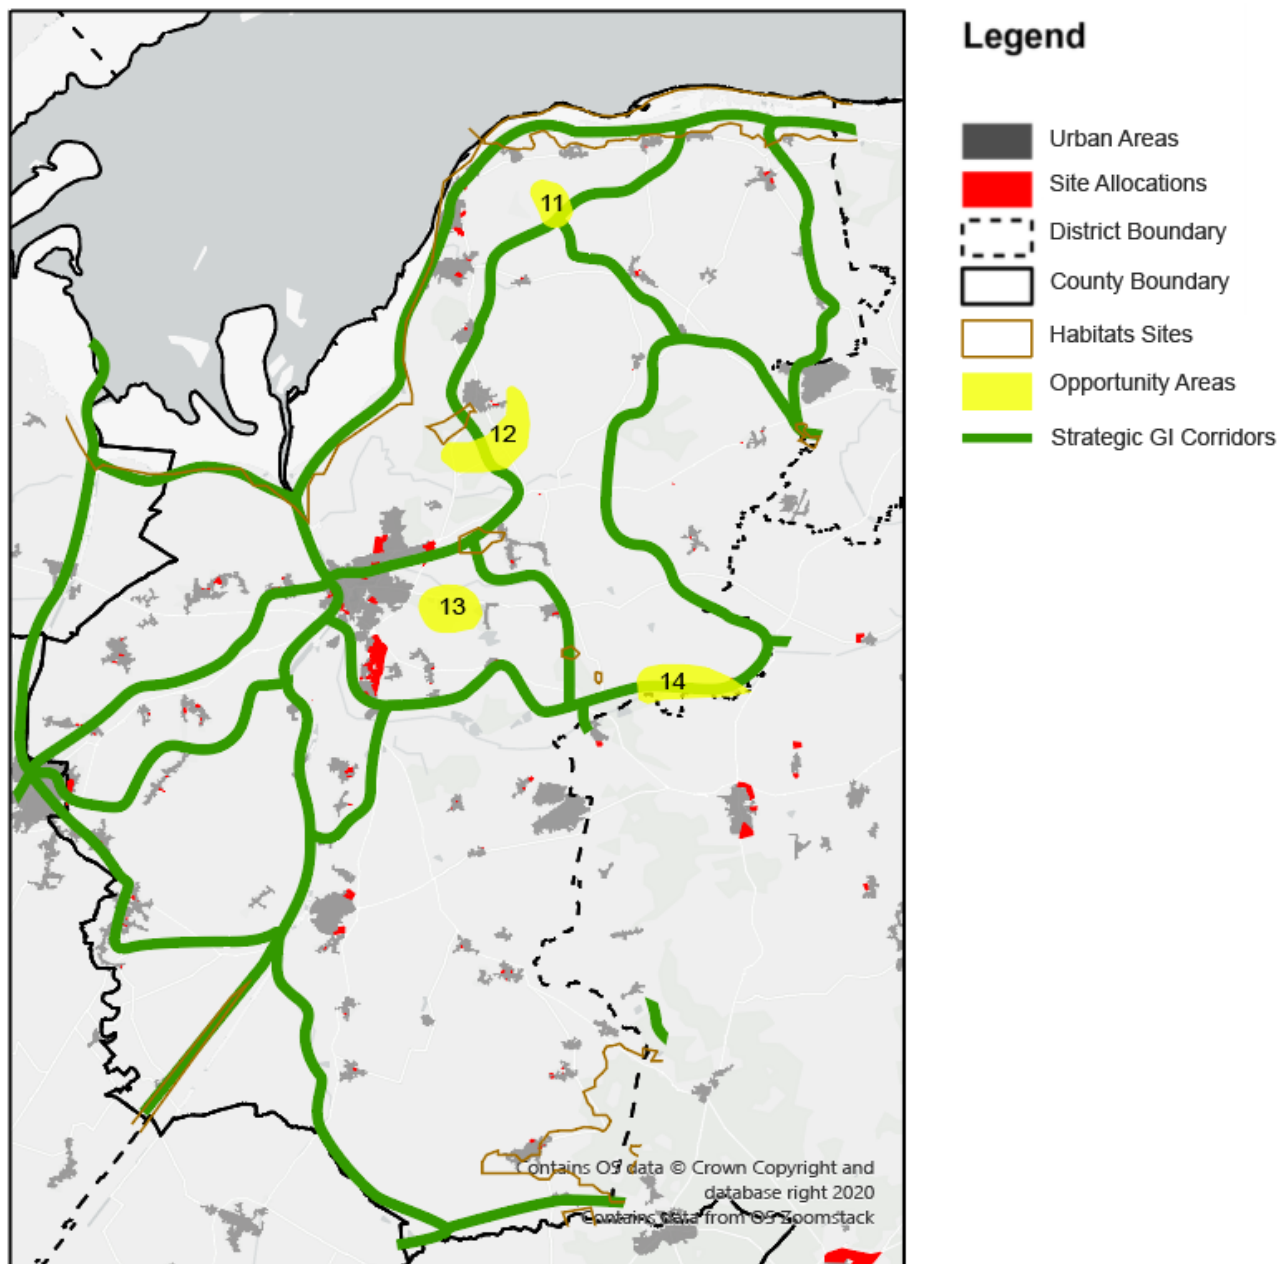 Legend
Urban Areas
Site Allocations
District Boundary
County Boundary
Habitats Sites
Opportunity Areas
Strategic GI Corridors
11
12
13
14
Contains OS data © Crown Copyright and
database right 2020
Contains data from OS Zoomstack